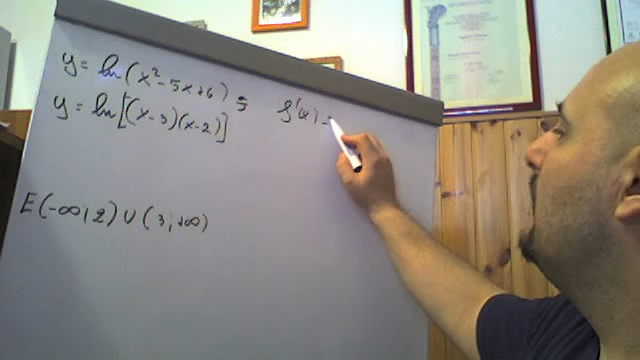 y = ln (x² - 5x + 6) =
y = ln [(x - 3)(x - 2)]
f'(x) -
E (-∞; 2) ∪ (3; +∞)